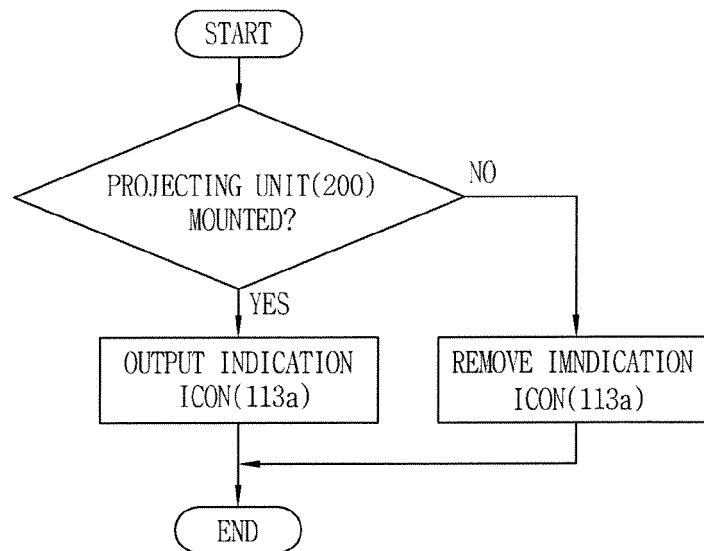 START
PROJECTING UNIT(200)
MOUNTED?
NO
YES
OUTPUT INDICATION
ICON(113a)
REMOVE IMNDICATION
ICON(113a)
END